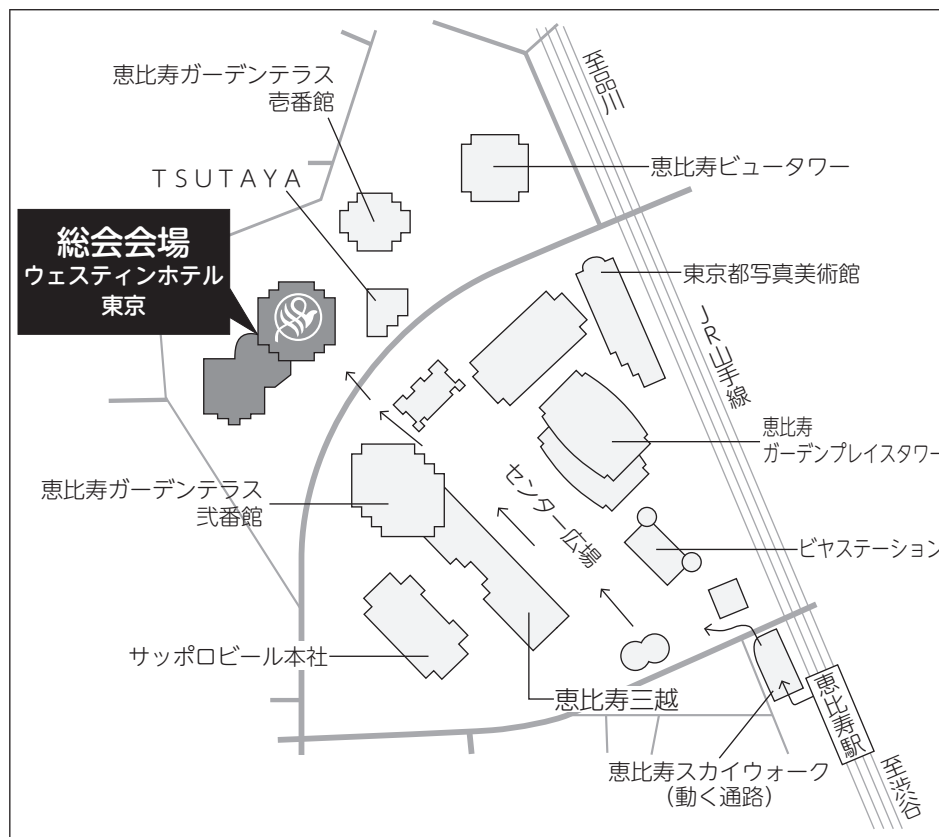 至品川
恵比寿ガーデンテラス
壱番館
恵比寿ビュータワー
TSUTAYA
総会会場
ウェスティンホテル
東京
東京都写真美術館
JR山手線
恵比寿
ガーデンプレイスタワー
恵比寿ガーデンテラス
弐番館
センター広場
ビヤステーション
サッポロビール本社
恵比寿三越
恵比寿駅
恵比寿スカイウォーク
(動く通路)
至渋谷